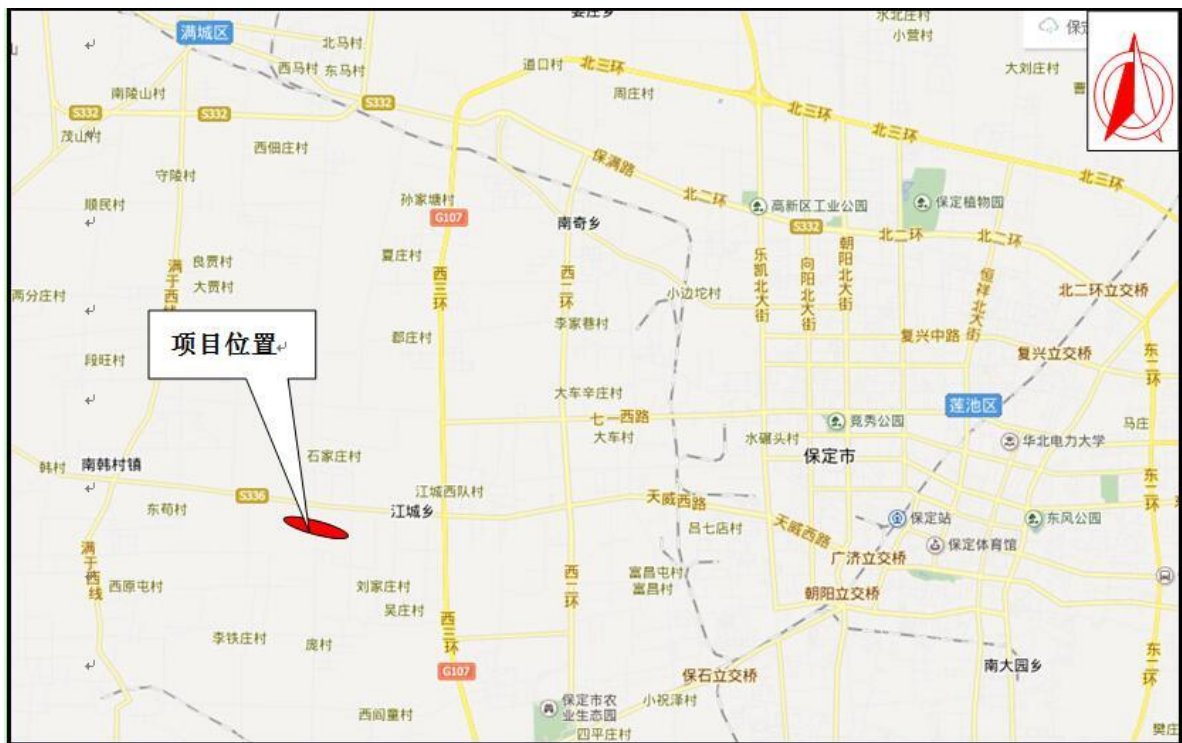 姜庄乡
水北庄村
小营村
满城区
北马村
保定
西马村
东马村
道口村
北三环
大刘庄村
曹
山
南陵山村
周庄村
S332
S332
S332
北三环
北三环
茂山村
西佃庄村
保满路
守陵村
北三环
顺民村
孙家塘村
G107
南奇乡
北二环
高新区工业公园
保定植物园
S332
北二环
北二环
夏庄村
良贾村
大贾村
满于西线
两分庄村
西三环
西二环
小边坨村
乐凯北大街
向阳北大街
朝阳北大街
恒祥北大街
北二环立交桥
项目位置
郄庄村
李家巷村
复兴中路
复兴立交桥
东二环
段旺村
大车辛庄村
七一西路
大车村
莲池区
竞秀公园
水碾头村
马庄
华北电力大学
保定市
韩村
南韩村镇
石家庄村
S336
江城西队村
东苟村
江城乡
天威西路
吕七店村
天威西路
保定站
东风公园
东二环
保定体育馆
广济立交桥
满于西线
西原屯村
刘家庄村
吴庄村
西二环
富昌屯村
富昌村
朝阳立交桥
李铁庄村
庞村
西三环
G107
保石立交桥
南大园乡
东二环
西阎童村
保定市农
业生态园
小祝泽村
四平庄村
樊庄